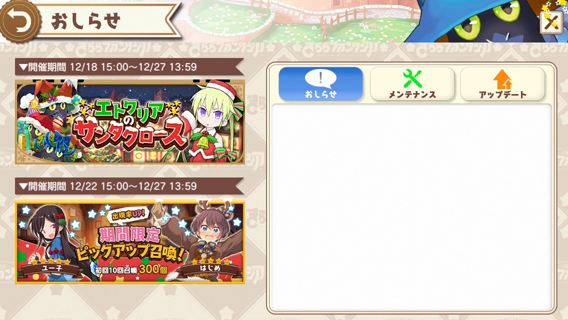 おしらせ
▼開催期間 12/18 15:00～12/27 13:59
エトワリア
の
サンタクロース
▼開催期間 12/22 15:00～12/27 13:59
出現率UP!
期間限定
ピックアップ召喚!
初回10回召喚 300個
ユー子
はじめ
おしらせ
メンテナンス
アップデート